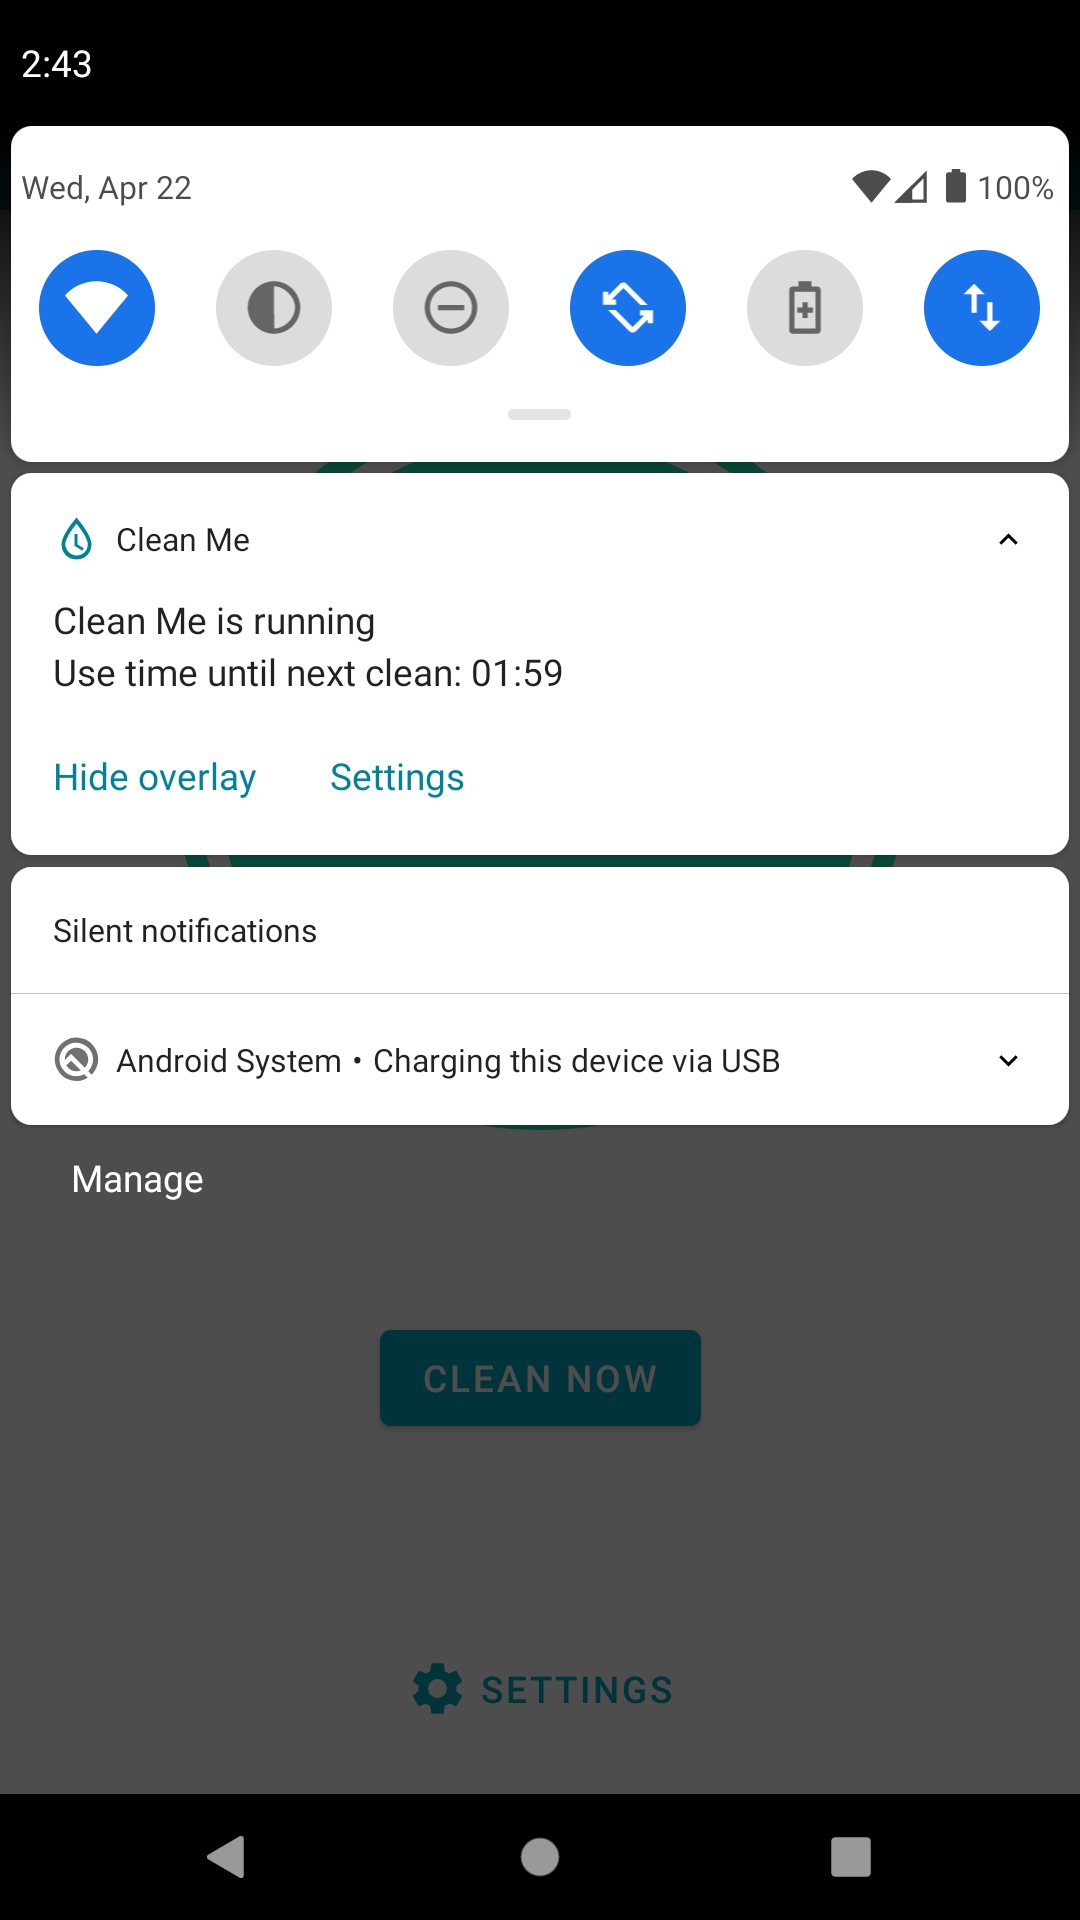 2:43
Wed, Apr 22
100%
Clean Me
Clean Me is running
Use time until next clean: 01:59
Hide overlay Settings
Silent notifications
Android System • Charging this device via USB
Manage
CLEAN NOW
SETTINGS